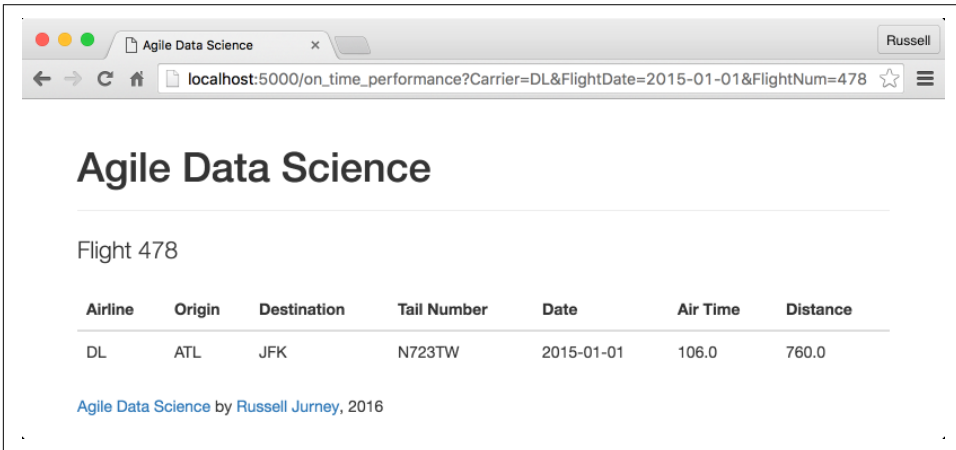 Agile Data Science
Russell
localhost:5000/on_time_performance?Carrier=DL&FlightDate=2015-01-01&FlightNum=478
Agile Data Science
Flight 478
Airline Origin Destination Tail Number Date Air Time Distance
DL ATL JFK N723TW 2015-01-01 106.0 760.0
Agile Data Science by Russell Jurney, 2016